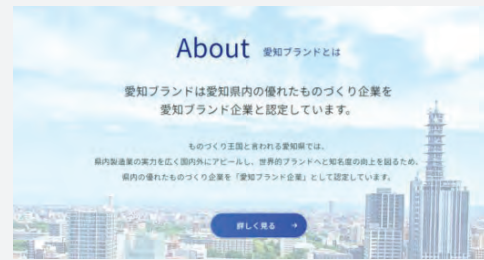 About 愛知ブランドとは
愛知ブランドは愛知県内の優れたものづくり企業を
愛知ブランド企業と認定しています。
ものづくり王国と言われる愛知県では、
県内製造業の実力を広く国内外にアピールし、世界的ブランドへと知名度の向上を図るため、
県内の優れたものづくり企業を「愛知ブランド企業」として認定しています。
詳しく見る →